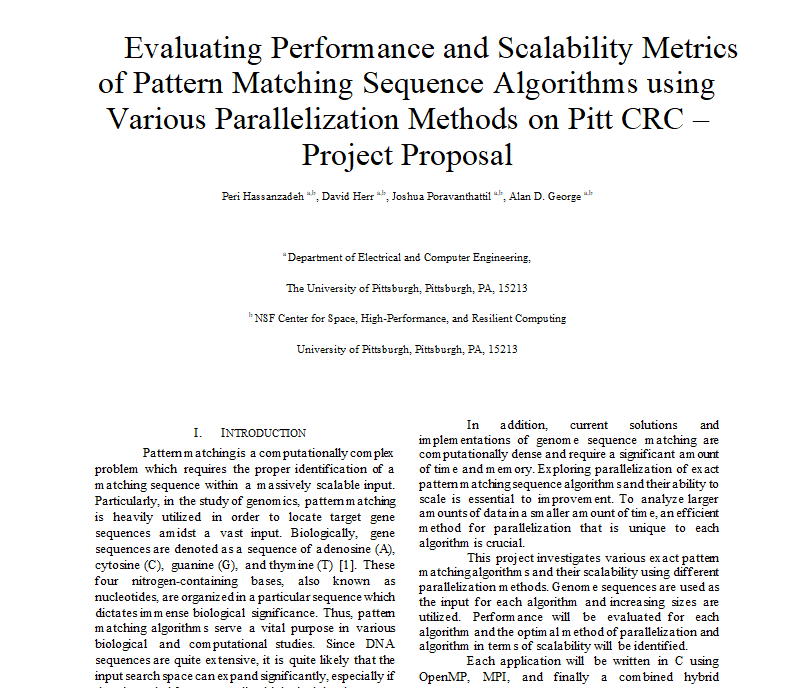 Evaluating Performance and Scalability Metrics
of Pattern Matching Sequence Algorithms using
Various Parallelization Methods on Pitt CRC –
Project Proposal
Peri Hassanzadeh a,b, David Herr a,b, Joshua Poravanthattil a,b, Alan D. George a,b
a Department of Electrical and Computer Engineering,
The University of Pittsburgh, Pittsburgh, PA, 15213
b NSF Center for Space, High-Performance, and Resilient Computing
University of Pittsburgh, Pittsburgh, PA, 15213
I. INTRODUCTION
Pattern matching is a computationally complex
problem which requires the proper identification of a
matching sequence within a massively scalable input.
Particularly, in the study of genomics, pattern matching
is heavily utilized in order to locate target gene
sequences amidst a vast input. Biologically, gene
sequences are denoted as a sequence of adenosine (A),
cytosine (C), guanine (G), and thymine (T) [1]. These
four nitrogen-containing bases, also known as
nucleotides, are organized in a particular sequence which
dictates immense biological significance. Thus, pattern
matching algorithms serve a vital purpose in various
biological and computational studies. Since DNA
sequences are quite extensive, it is quite likely that the
input search space can expand significantly, especially if
In addition, current solutions and
implementations of genome sequence matching are
computationally dense and require a significant amount
of time and memory. Exploring parallelization of exact
pattern matching sequence algorithms and their ability to
scale is essential to improvement. To analyze larger
amounts of data in a smaller amount of time, an efficient
method for parallelization that is unique to each
algorithm is crucial.
This project investigates various exact pattern
matching algorithms and their scalability using different
parallelization methods. Genome sequences are used as
the input for each algorithm and increasing sizes are
utilized. Performance will be evaluated for each
algorithm and the optimal method of parallelization and
algorithm in terms of scalability will be identified.
Each application will be written in C using
OpenMP, MPI, and finally a combined hybrid